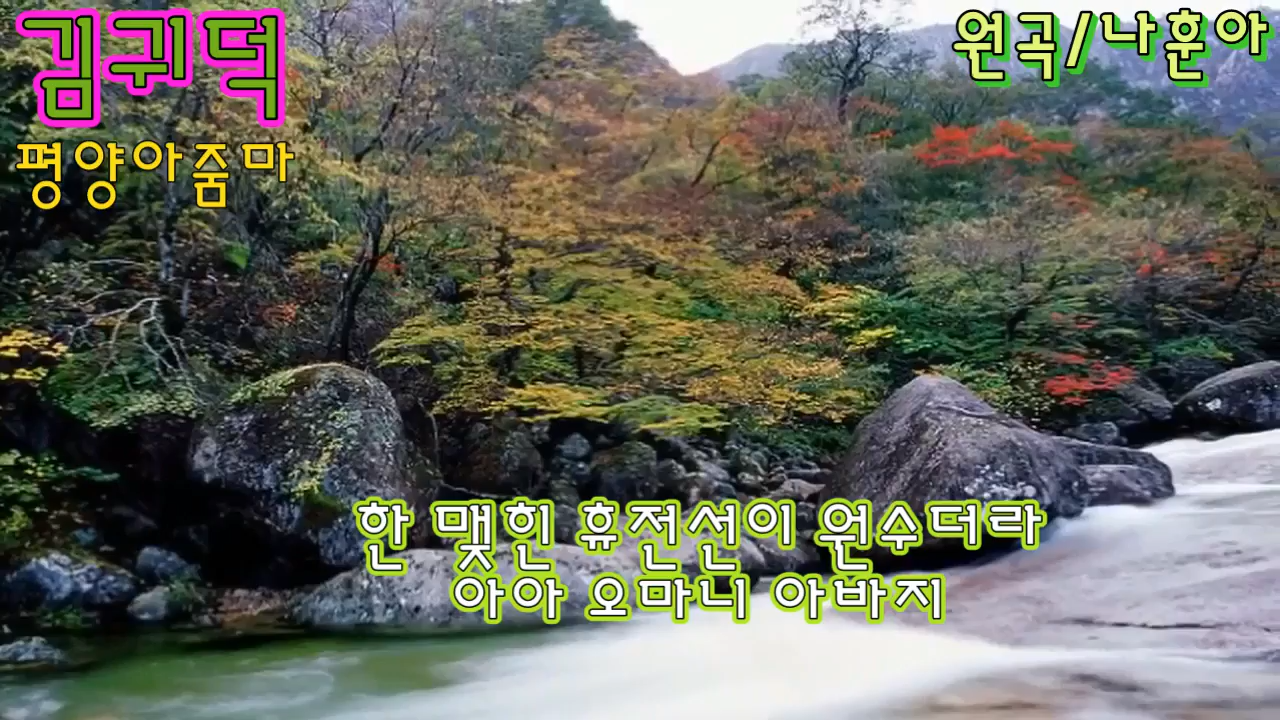 김귀덕
원곡/나훈아
평양아줌마
한 맺힌 휴전선이 원수더라
아아 오마니 아바지